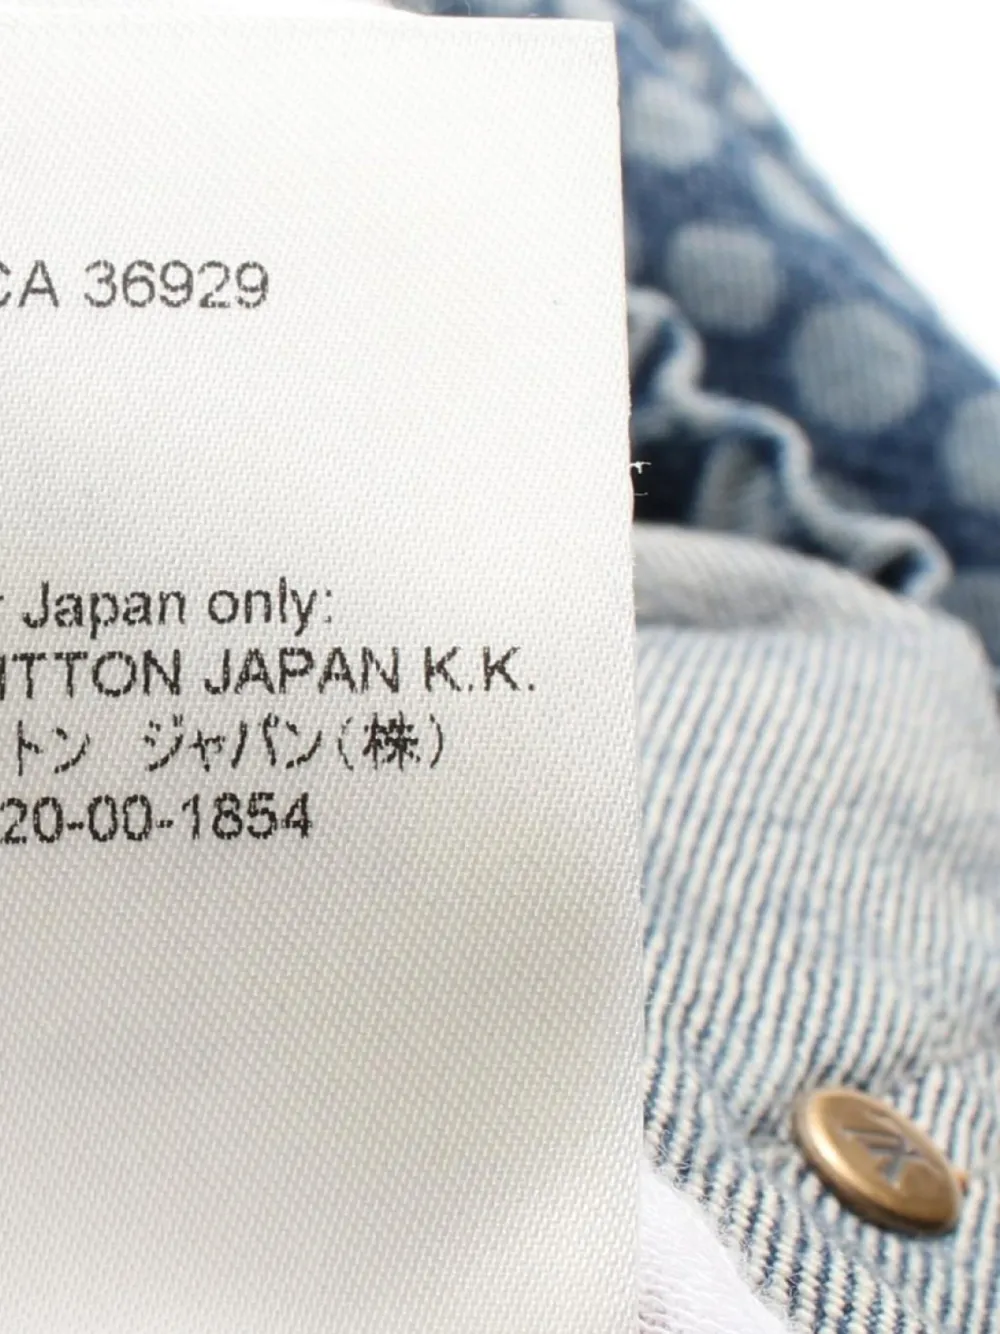 CA 36929
Japan only:
ITTON JAPAN K.K.
トン ジャパン(株)
20-00-1854